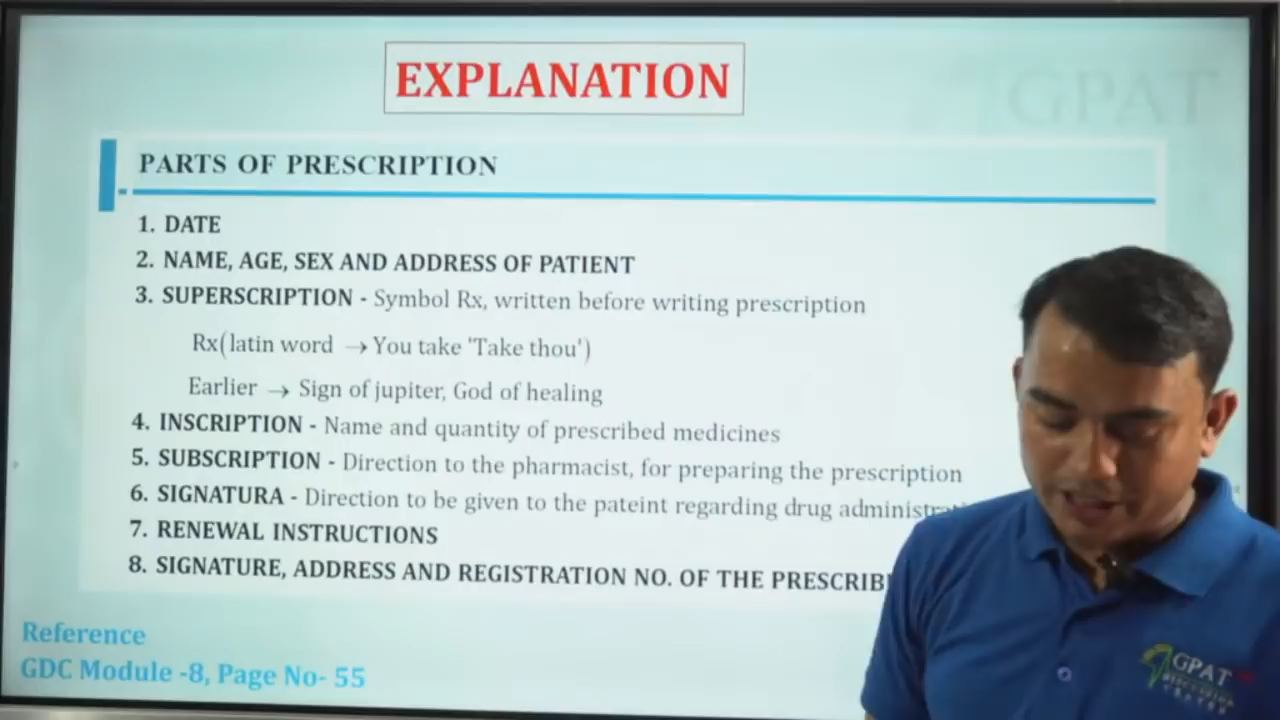 EXPLANATION
GPAT
PARTS OF PRESCRIPTION
1. DATE
2. NAME, AGE, SEX AND ADDRESS OF PATIENT
3. SUPERSCRIPTION - Symbol Rx, written before writing prescription
Rx(latin word → You take 'Take thou')
Earlier → Sign of jupiter, God of healing
4. INSCRIPTION - Name and quantity of prescribed medicines
5. SUBSCRIPTION - Direction to the pharmacist, for preparing the prescription
6. SIGNATURA - Direction to be given to the pateint regarding drug
7. RENEWAL INSTRUCTIONS
8. SIGNATURE, ADDRESS AND REGISTRATION NO. OF THE
Reference
GDC Module -8, Page No- 55
GPAT